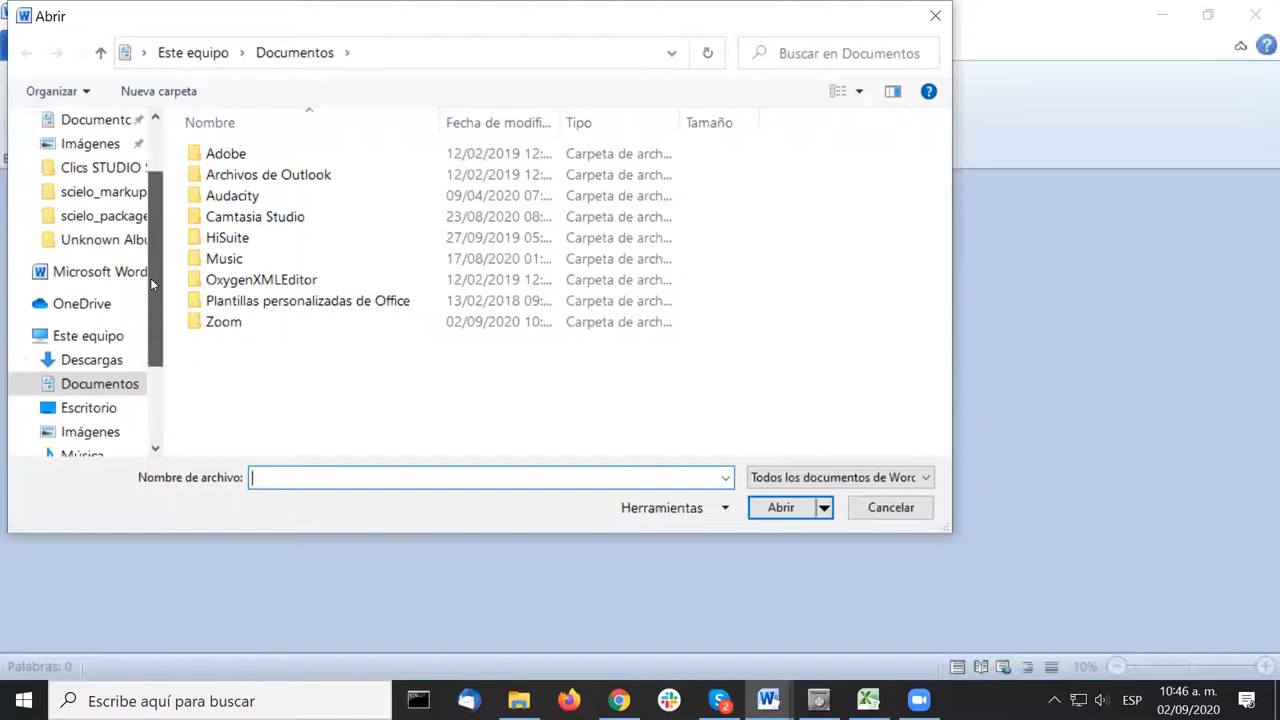 Abrir
Este equipo
Documentos
Buscar en Documentos
Organizar
Nueva carpeta
Nombre
Fecha de modifi...
Tipo
Tamaño
Documentc
Imágenes
Clics STUDIO
scielo_markup
scielo_package
Unknown Albu
Microsoft Word
OneDrive
Este equipo
Descargas
Documentos
Escritorio
Imágenes
Música
Adobe 12/02/2019 12:... Carpeta de arch...
Archivos de Outlook 12/02/2019 12:... Carpeta de arch...
Audacity 09/04/2020 07:... Carpeta de arch...
Camtasia Studio 23/08/2020 08:... Carpeta de arch...
HiSuite 27/09/2019 05:... Carpeta de arch...
Music 17/08/2020 01:... Carpeta de arch...
OxygenXMLEditor 12/02/2019 12:... Carpeta de arch...
Plantillas personalizadas de Office 13/02/2018 09:... Carpeta de arch...
Zoom 02/09/2020 10:... Carpeta de arch...
Nombre de archivo:
Todos los documentos de Worc
Herramientas
Abrir
Cancelar
Palabras: 0
10%
Escribe aquí para buscar
2
ESP
10:46 a. m.
02/09/2020